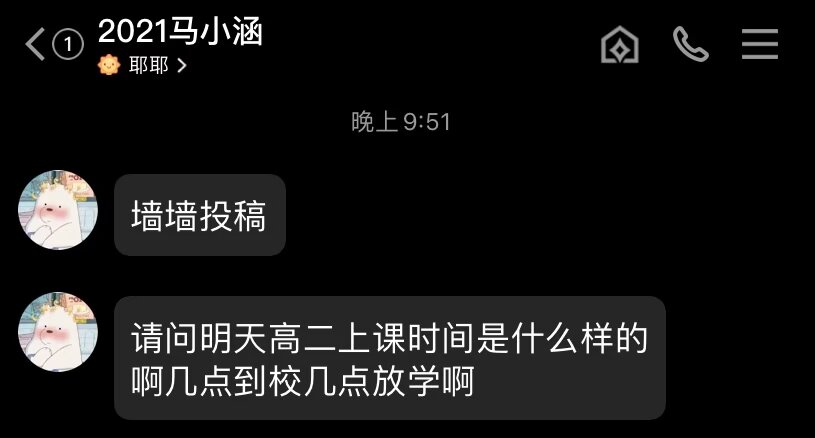 1
2021马小涵
耶耶
晚上9:51
墙墙投稿
请问明天高二上课时间是什么样的
啊几点到校几点放学啊